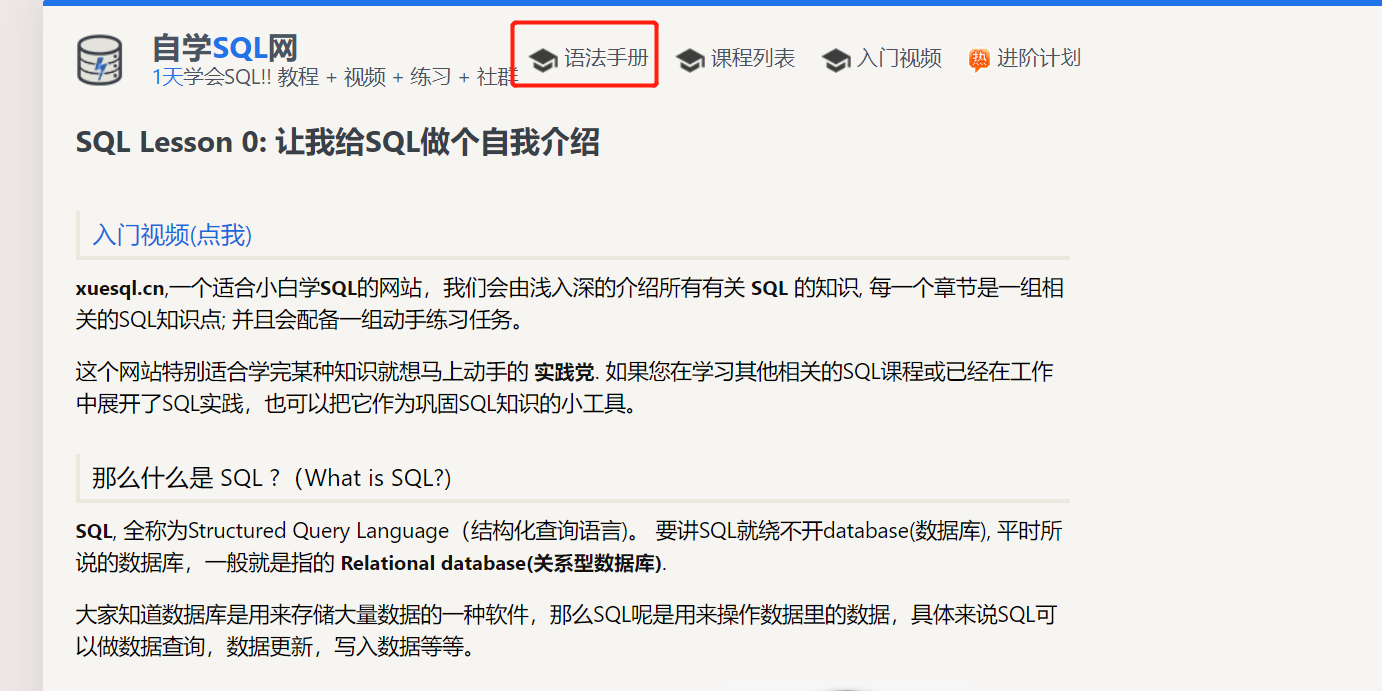 自学SQL网
1天学会SQL!! 教程 + 视频 + 练习 + 社群
语法手册
课程列表
入门视频
热 进阶计划
SQL Lesson 0: 让我给SQL做个自我介绍
入门视频(点我)
xuesql.cn,一个适合小白学SQL的网站，我们会由浅入深的介绍所有有关 SQL 的知识, 每一个章节是一组相
关的SQL知识点; 并且会配备一组动手练习任务。
这个网站特别适合学完某种知识就想马上动手的 实践党. 如果您在学习其他相关的SQL课程或已经在工作
中展开了SQL实践，也可以把它作为巩固SQL知识的小工具。
那么什么是 SQL ?（What is SQL?)
SQL, 全称为Structured Query Language（结构化查询语言)。 要讲SQL就绕不开database(数据库), 平时所
说的数据库，一般就是指的 Relational database(关系型数据库).
大家知道数据库是用来存储大量数据的一种软件，那么SQL呢是用来操作数据里的数据，具体来说SQL可
以做数据查询，数据更新，写入数据等等。